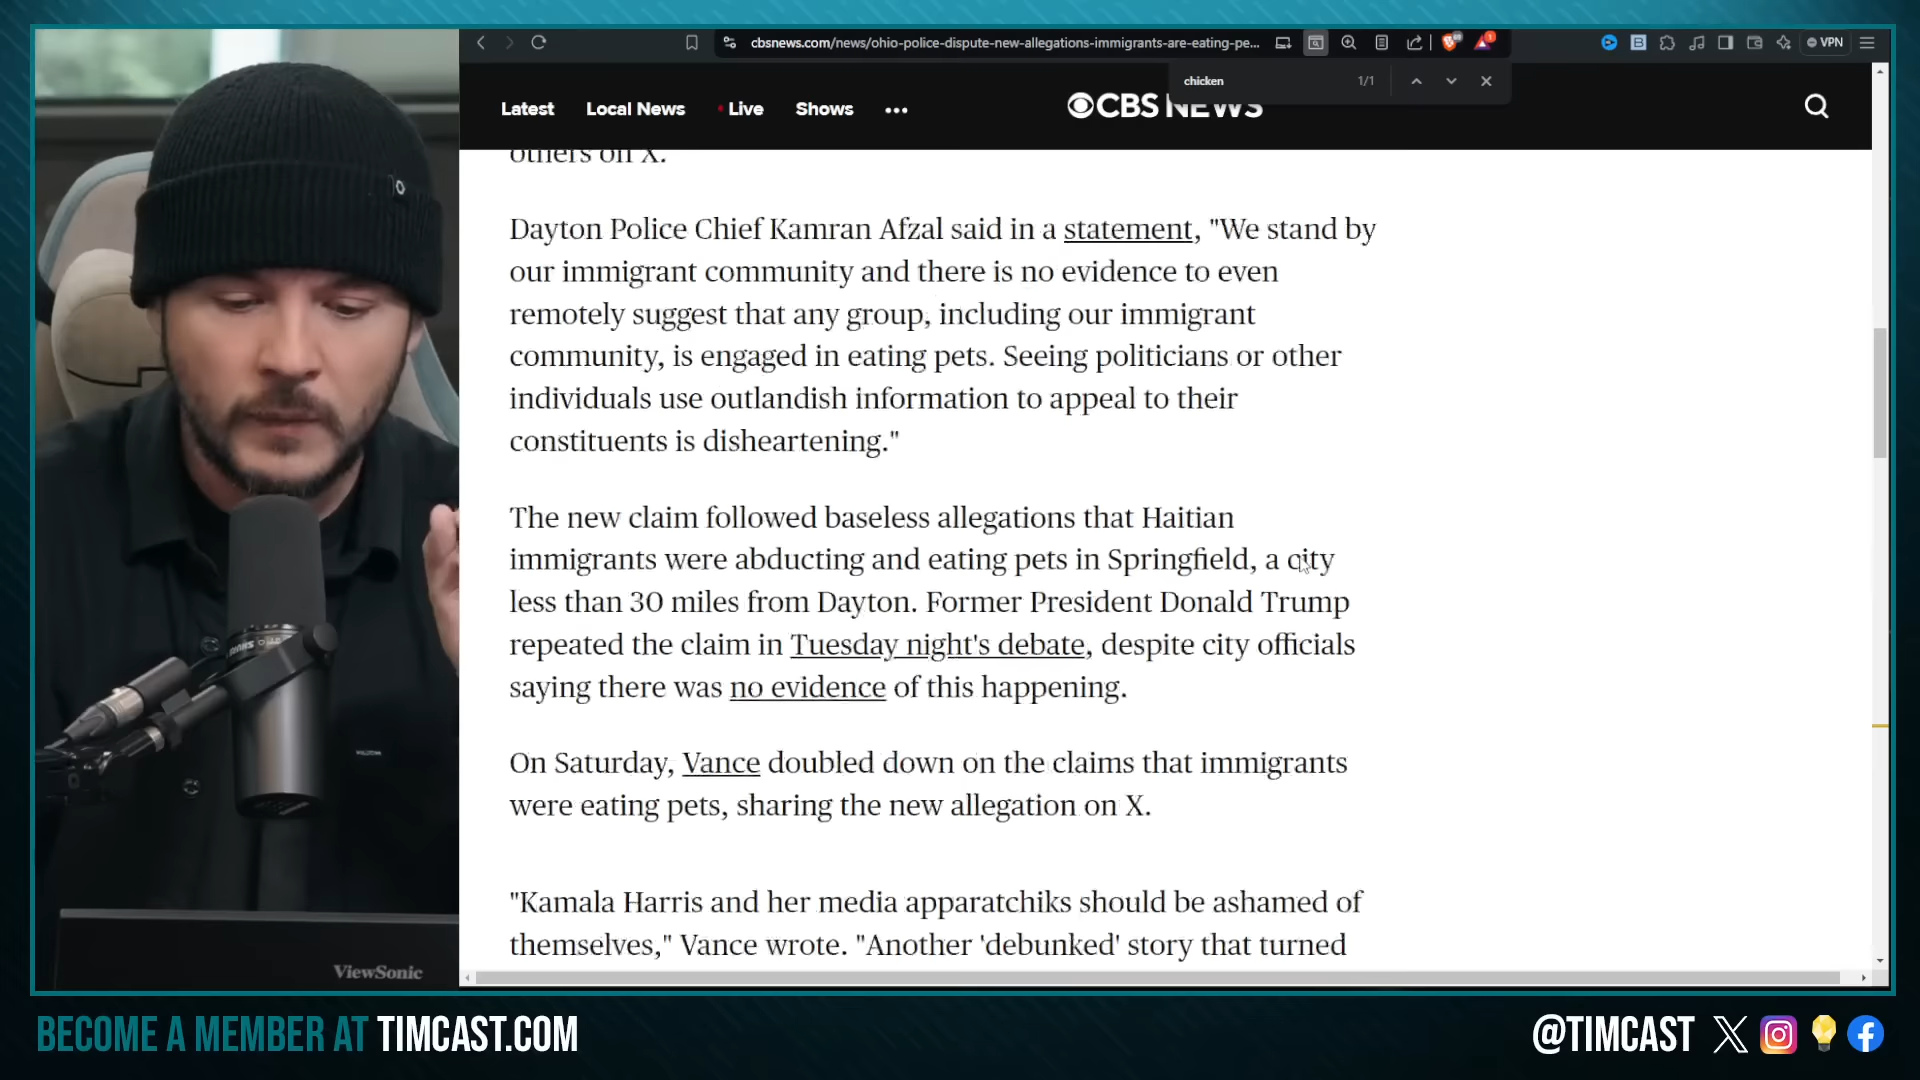 cbsnews.com/news/ohio-police-dispute-new-allegations-immigrants-are-eating-pe...
VPN
chicken
1/1
Latest
Local News
Live
Shows
CBS NEWS
others on X.
Dayton Police Chief Kamran Afzal said in a statement, "We stand by
our immigrant community and there is no evidence to even
remotely suggest that any group, including our immigrant
community, is engaged in eating pets. Seeing politicians or other
individuals use outlandish information to appeal to their
constituents is disheartening."
The new claim followed baseless allegations that Haitian
immigrants were abducting and eating pets in Springfield, a city
less than 30 miles from Dayton. Former President Donald Trump
repeated the claim in Tuesday night's debate, despite city officials
saying there was no evidence of this happening.
On Saturday, Vance doubled down on the claims that immigrants
were eating pets, sharing the new allegation on X.
"Kamala Harris and her media apparatchiks should be ashamed of
themselves," Vance wrote. "Another 'debunked' story that turned
ViewSonic
BECOME A MEMBER AT TIMCAST.COM
@TIMCAST